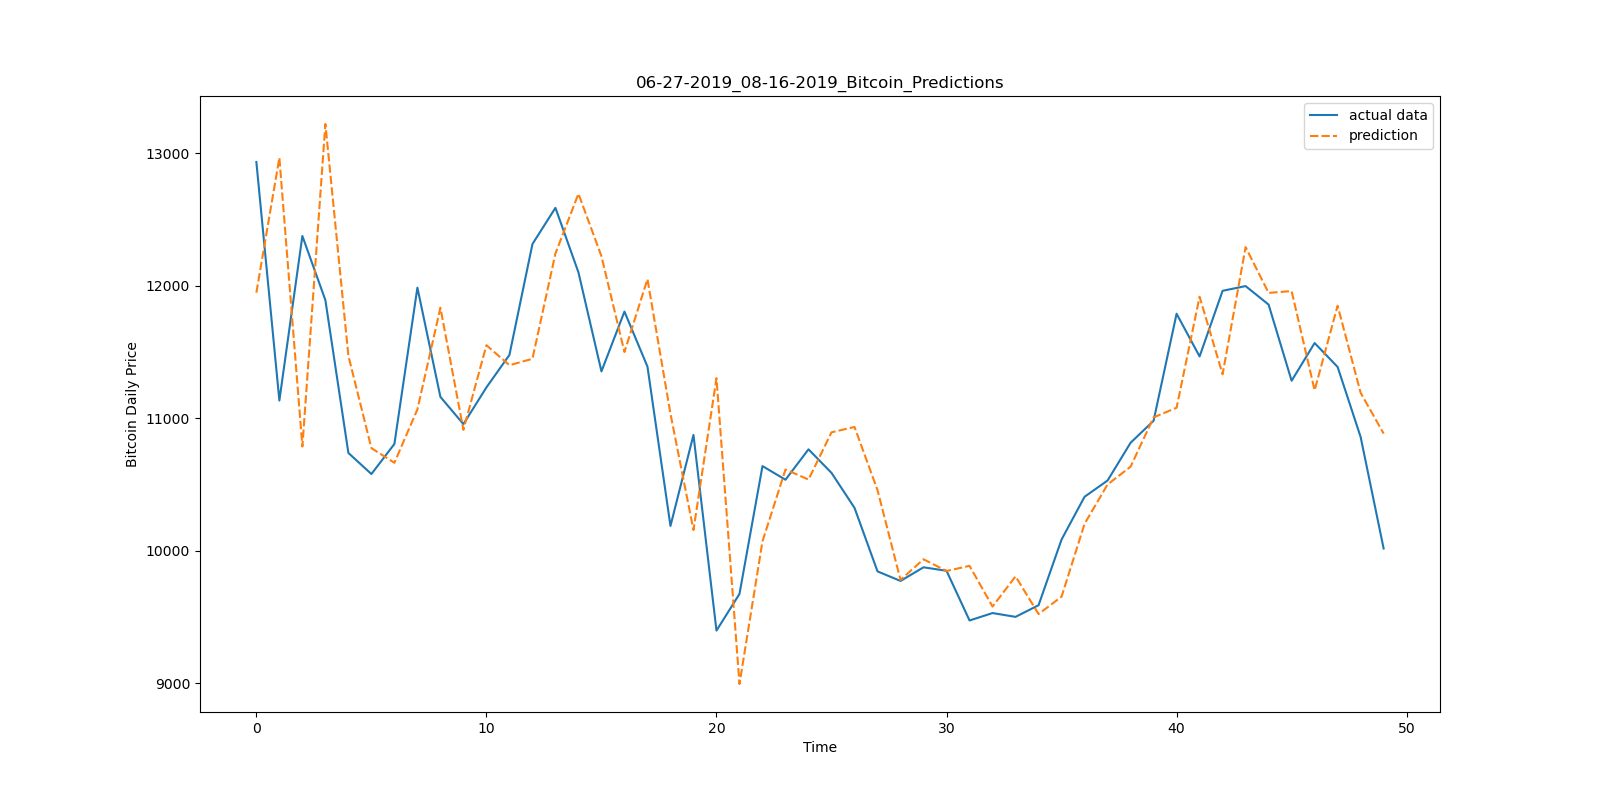 06-27-2019_08-16-2019_Bitcoin_Predictions
actual data
prediction
13000
12000
11000
10000
9000
Bitcoin Daily Price
0 10 20 30 40 50
Time